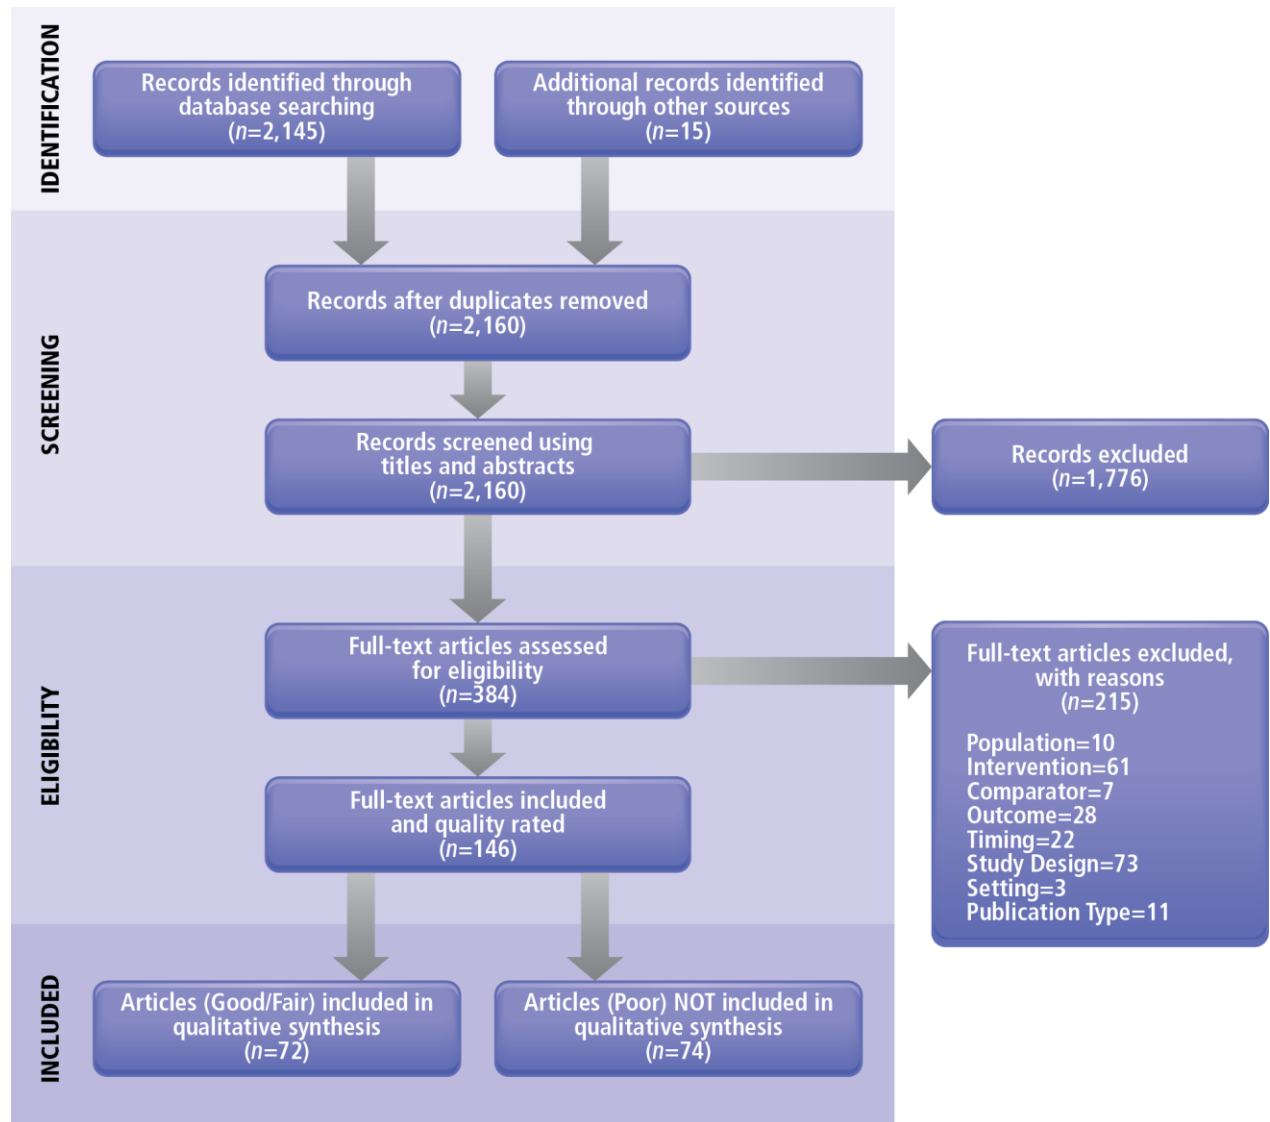 IDENTIFICATION
Records identified through
database searching
(n=2,145)
Additional records identified
through other sources
(n=15)
SCREENING
Records after duplicates removed
(n=2,160)
Records screened using
titles and abstracts
(n=2,160)
Records excluded
(n=1,776)
ELIGIBILITY
Full-text articles assessed
for eligibility
(n=384)
Full-text articles excluded,
with reasons
(n=215)
Population=10
Intervention=61
Comparator=7
Outcome=28
Timing=22
Study Design=73
Setting=3
Publication Type=11
Full-text articles included
and quality rated
(n=146)
INCLUDED
Articles (Good/Fair) included in
qualitative synthesis
(n=72)
Articles (Poor) NOT included in
qualitative synthesis
(n=74)